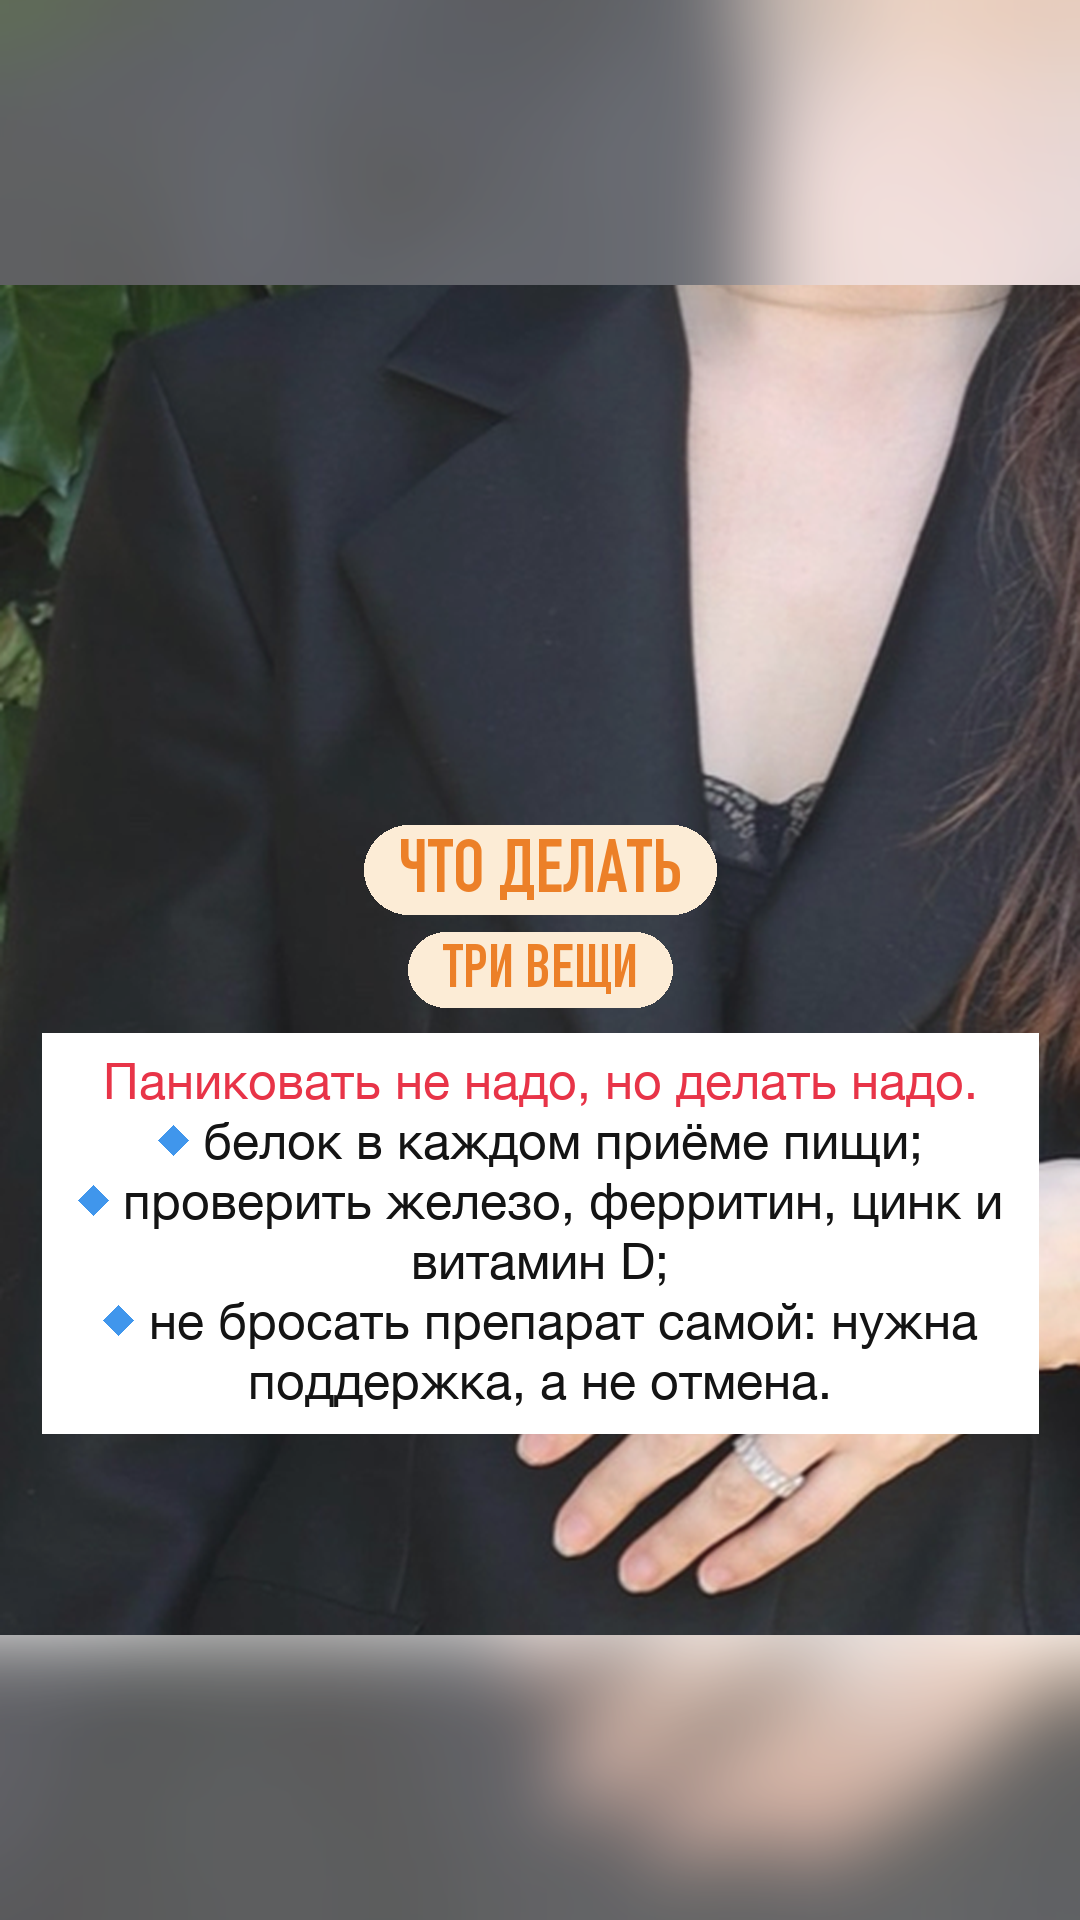 ЧТО ДЕЛАТЬ
ТРИ ВЕЩИ
Паниковать не надо, но делать надо.
🔹 белок в каждом приёме пищи;
🔹 проверить железо, ферритин, цинк и
витамин D;
🔹 не бросать препарат самой: нужна
поддержка, а не отмена.